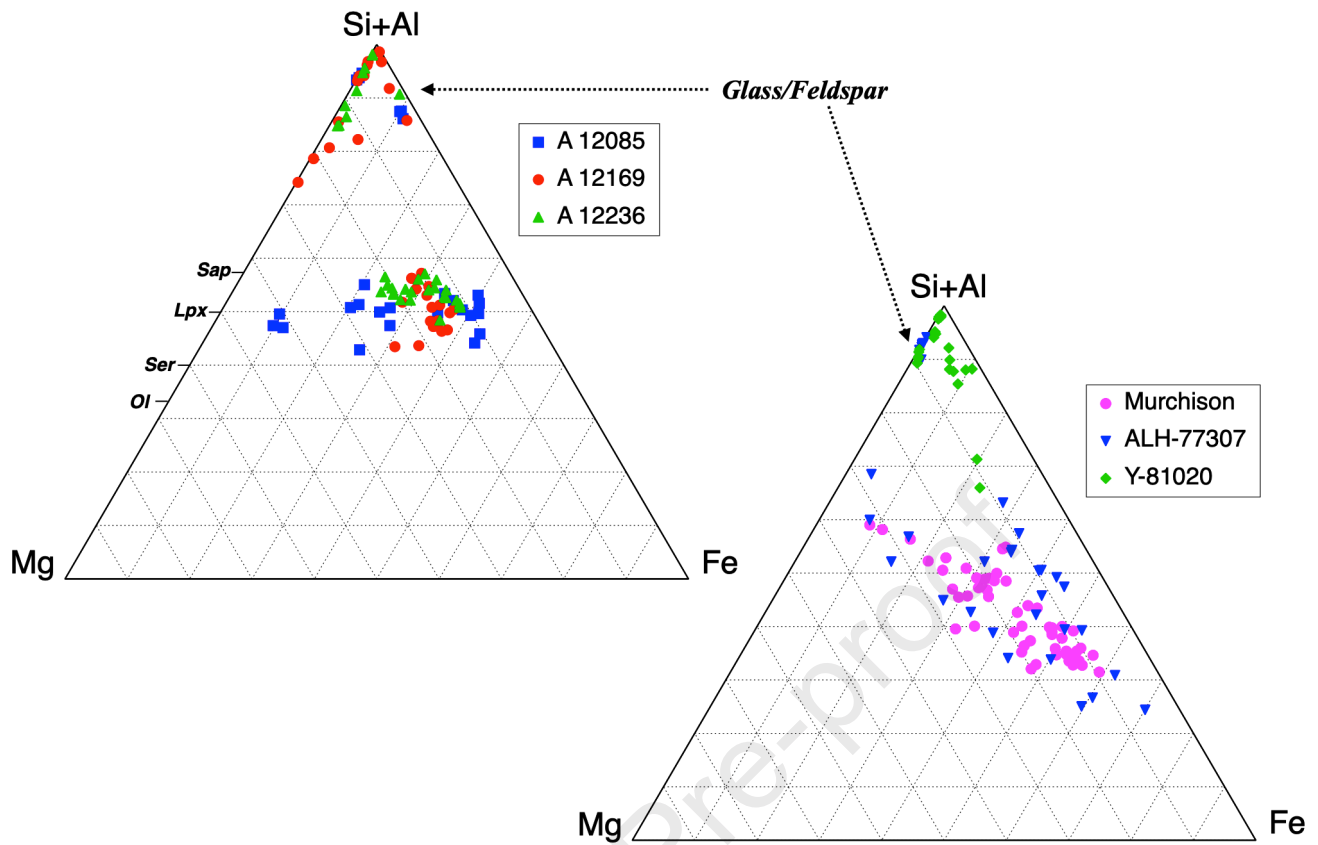 Si+Al
Glass/Feldspar
A 12085
A 12169
A 12236
Sap
Lpx
Ser
Ol
Mg
Fe
Si+Al
Murchison
ALH-77307
Y-81020
Mg
Fe
Pre-proof